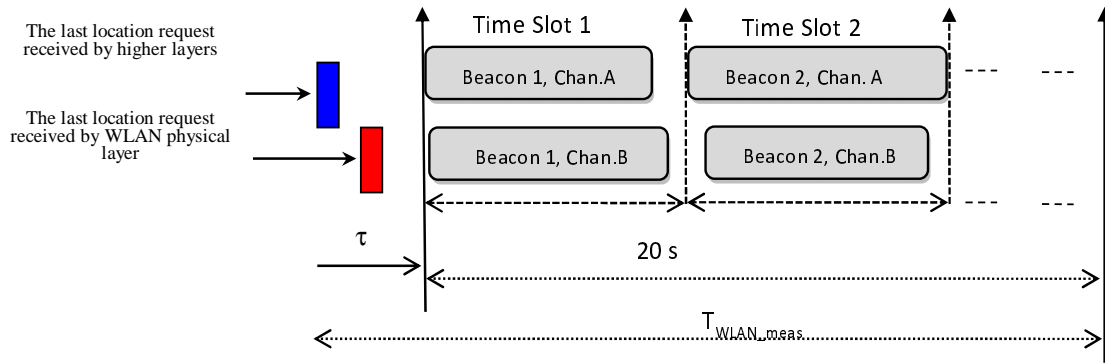 The last location request
received by higher layers
The last location request
received by WLAN physical
layer
Time Slot 1
Time Slot 2
Beacon 1, Chan.A
Beacon 2, Chan. A
Beacon 1, Chan.B
Beacon 2, Chan.B
τ
20 s
T_WLAN_meas